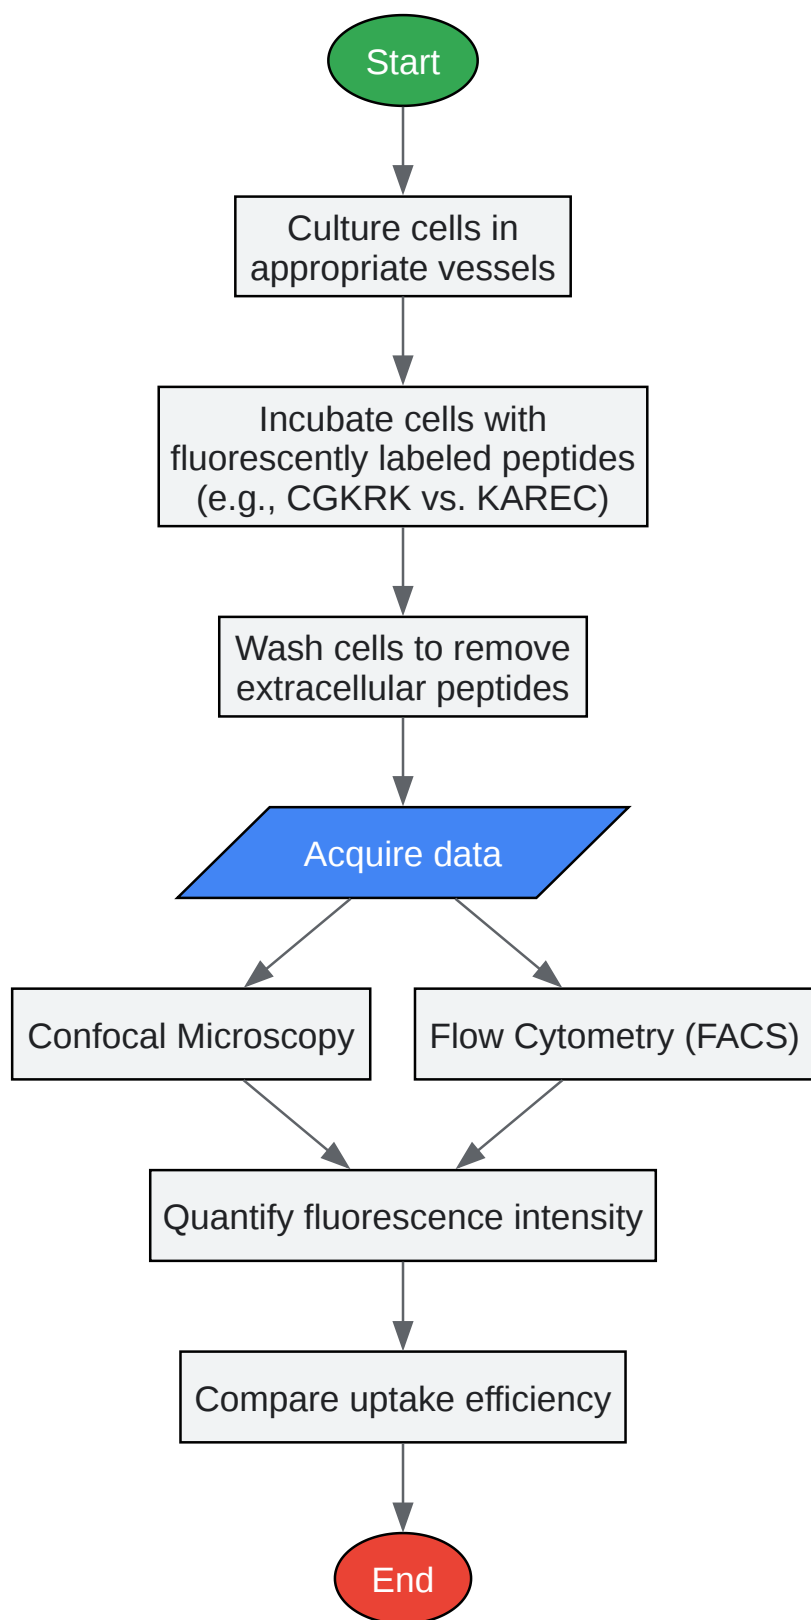 Start
Culture cells in
appropriate vessels
Incubate cells with
fluorescently labeled peptides
(e.g., CGKRK vs. KAREC)
Wash cells to remove
extracellular peptides
Acquire data
Confocal Microscopy
Flow Cytometry (FACS)
Quantify fluorescence intensity
Compare uptake efficiency
End